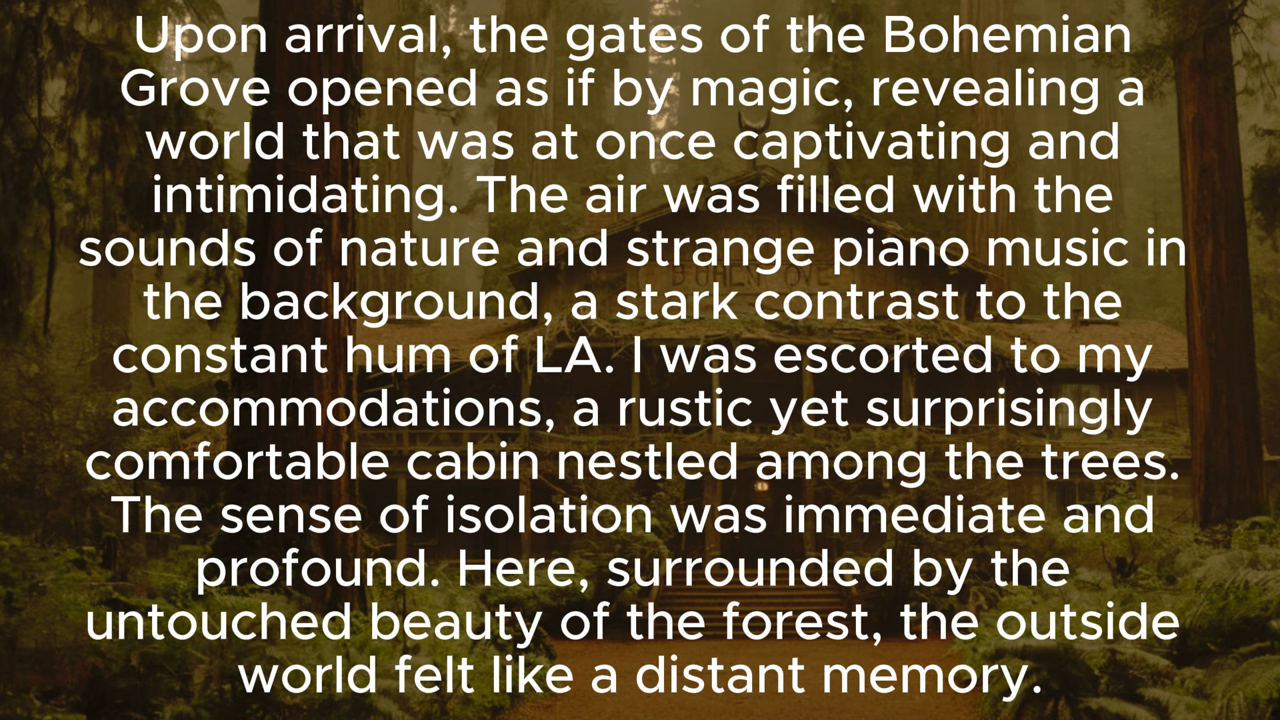 Upon arrival, the gates of the Bohemian
Grove opened as if by magic, revealing a
world that was at once captivating and
intimidating. The air was filled with the
sounds of nature and strange piano music in
the background, a stark contrast to the
constant hum of LA. I was escorted to my
accommodations, a rustic yet surprisingly
comfortable cabin nestled among the trees.
The sense of isolation was immediate and
profound. Here, surrounded by the
untouched beauty of the forest, the outside
world felt like a distant memory.